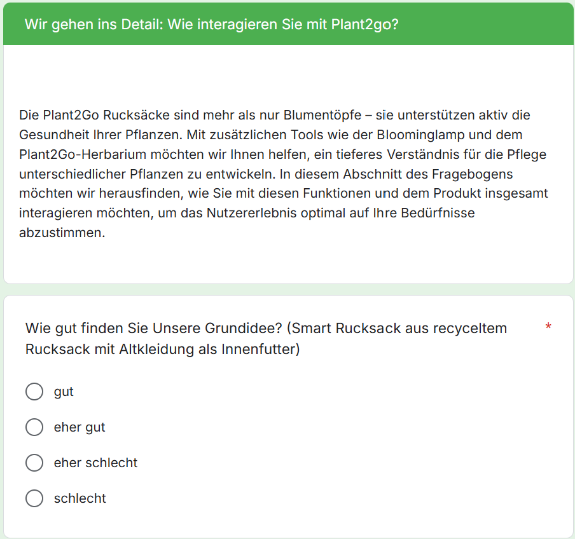 Wir gehen ins Detail: Wie interagieren Sie mit Plant2go?
Die Plant2Go Rucksäcke sind mehr als nur Blumentöpfe – sie unterstützen aktiv die
Gesundheit Ihrer Pflanzen. Mit zusätzlichen Tools wie der Bloominglamp und dem
Plant2Go-Herbarium möchten wir Ihnen helfen, ein tieferes Verständnis für die Pflege
unterschiedlicher Pflanzen zu entwickeln. In diesem Abschnitt des Fragebogens
möchten wir herausfinden, wie Sie mit diesen Funktionen und dem Produkt insgesamt
interagieren möchten, um das Nutzererlebnis optimal auf Ihre Bedürfnisse
abzustimmen.
Wie gut finden Sie Unsere Grundidee? (Smart Rucksack aus recyceltem *
Rucksack mit Altkleidung als Innenfutter)
gut
eher gut
eher schlecht
schlecht